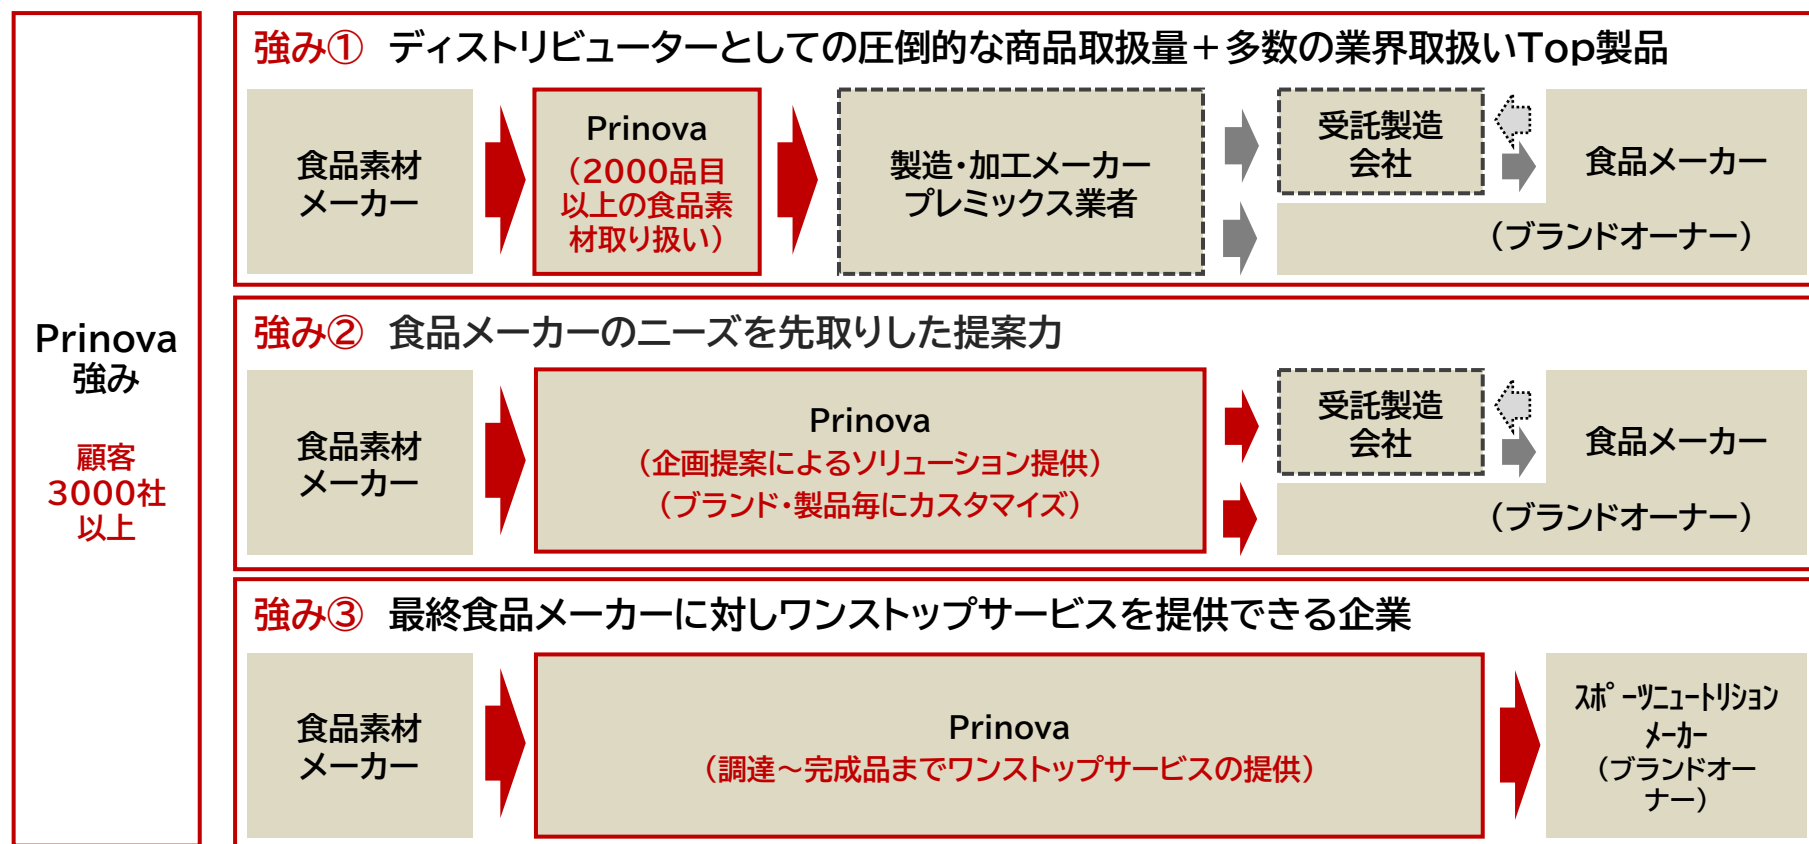 Prinova
強み
顧客
3000社
以上
強み① ディストリビューターとしての圧倒的な商品取扱量＋多数の業界取扱いTop製品
食品素材
メーカー
Prinova
（2000品目
以上の食品素
材取り扱い）
製造・加工メーカー
プレミックス業者
受託製造
会社
食品メーカー
（ブランドオーナー）
強み② 食品メーカーのニーズを先取りした提案力
食品素材
メーカー
Prinova
（企画提案によるソリューション提供）
（ブランド・製品毎にカスタマイズ）
受託製造
会社
食品メーカー
（ブランドオーナー）
強み③ 最終食品メーカーに対しワンストップサービスを提供できる企業
食品素材
メーカー
Prinova
（調達～完成品までワンストップサービスの提供）
ｽﾎﾟｰﾂﾆｭｰﾄﾘｼｮﾝ
ﾒｰｶｰ
（ブランドオー
ナー）